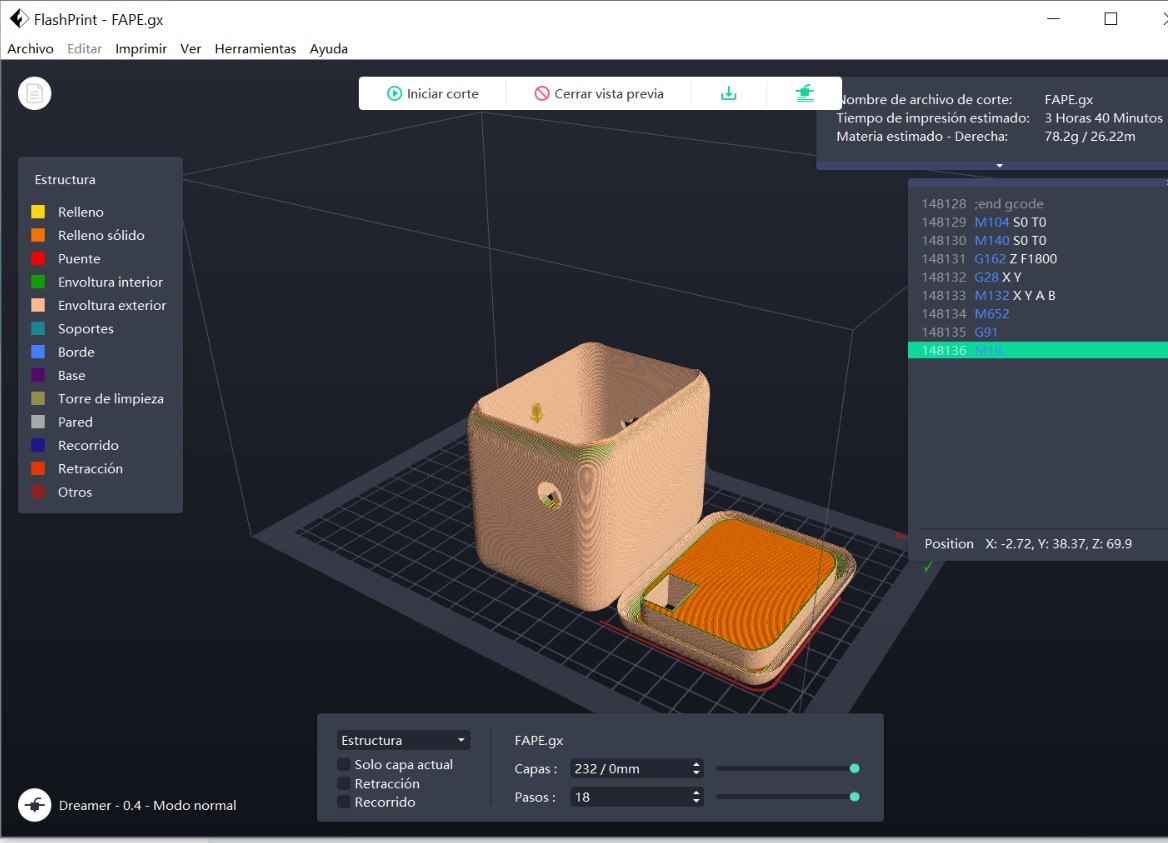 FlashPrint - FAPE.gx
Archivo Editar Imprimir Ver Herramientas Ayuda
Iniciar corte Cerrar vista previa
Nombre de archivo de corte: FAPE.gx
Tiempo de impresión estimado: 3 Horas 40 Minutos
Materia estimado - Derecha: 78.2g / 26.22m
Estructura
Relleno
Relleno sólido
Puente
Envoltura interior
Envoltura exterior
Soportes
Borde
Base
Torre de limpieza
Pared
Recorrido
Retracción
Otros
148128 ;end gcode
148129 M104 S0 T0
148130 M140 S0 T0
148131 G162 Z F1800
148132 G28 X Y
148133 M132 X Y A B
148134 M652
148135 G91
148136 M18
Position X: -2.72, Y: 38.37, Z: 69.9
Estructura
Solo capa actual
Retracción
Recorrido
FAPE.gx
Capas : 232 / 0mm
Pasos : 18
Dreamer - 0.4 - Modo normal